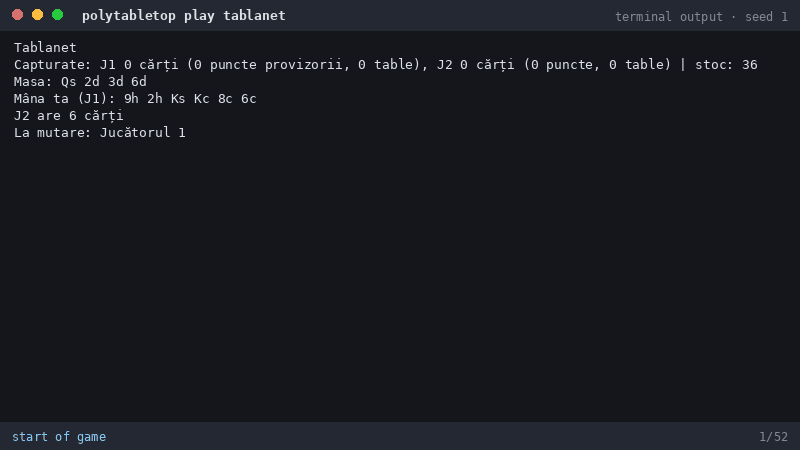 polytabletop play tablanet
terminal output · seed 1
Tablanet
Capturate: J1 0 cărți (0 puncte provizorii, 0 table), J2 0 cărți (0 puncte, 0 table) | stoc: 36
Masa: Qs 2d 3d 6d
Mâna ta (J1): 9h 2h Ks Kc 8c 6c
J2 are 6 cărți
La mutare: Jucătorul 1
start of game
1/52